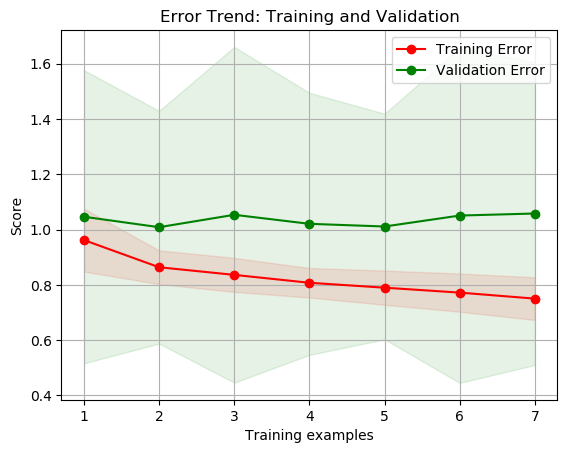 Error Trend: Training and Validation
Training Error
Validation Error
1.6
1.4
1.2
1.0
0.8
0.6
0.4
Score
1 2 3 4 5 6 7
Training examples